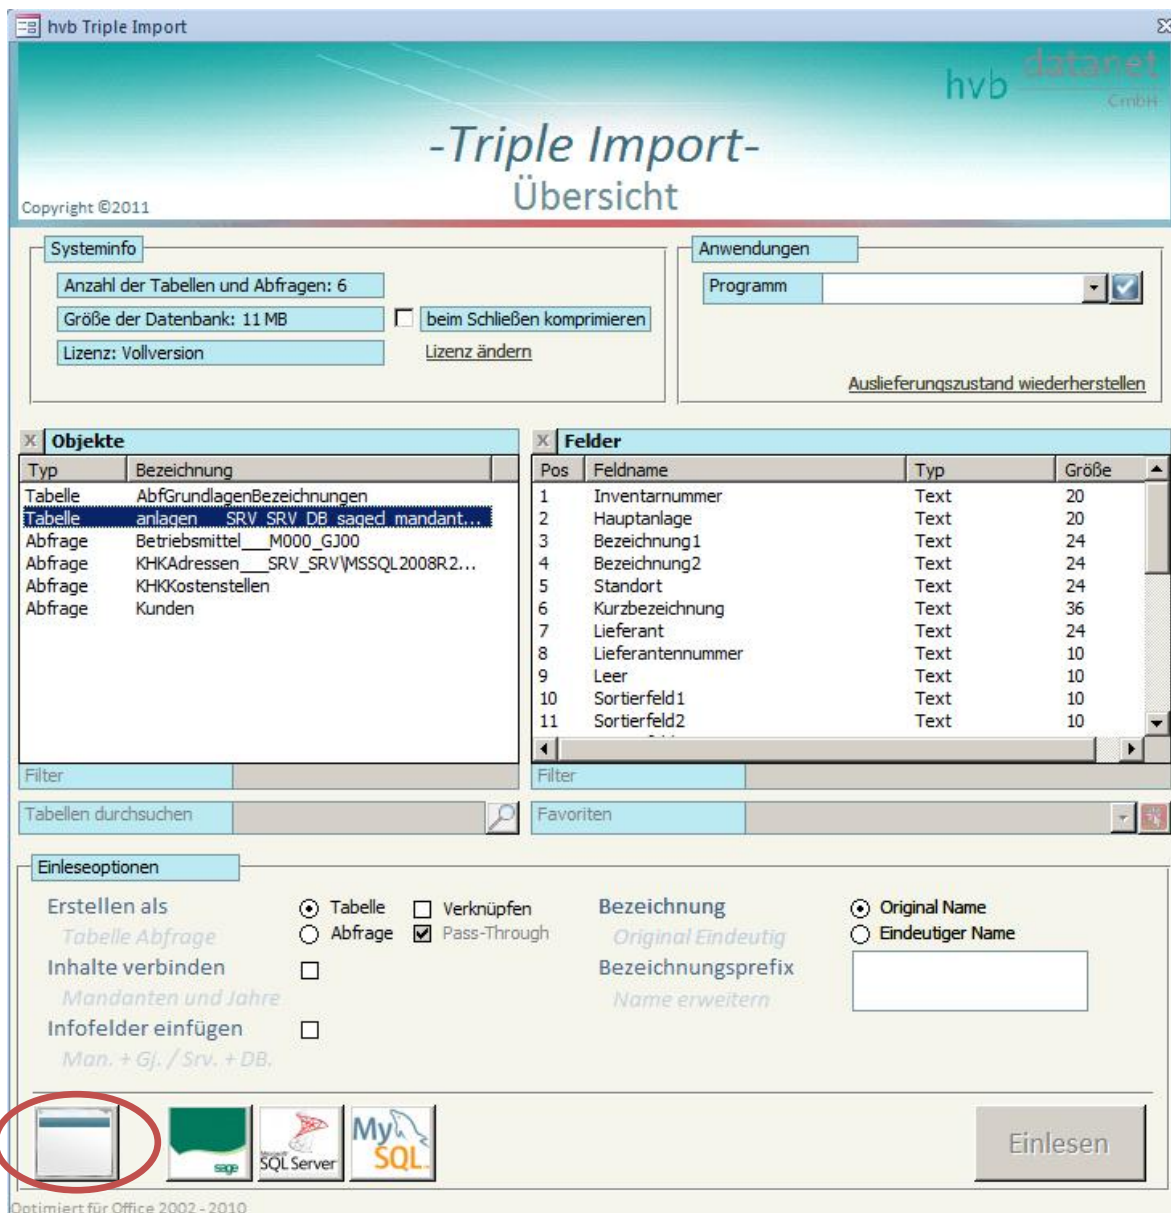 hvb Triple Import
hvb datanet
GmbH
-Triple Import-
Übersicht
Copyright ©2011
Systeminfo
Anzahl der Tabellen und Abfragen: 6
Größe der Datenbank: 11 MB
beim Schließen komprimieren
Lizenz: Vollversion
Lizenz ändern
Anwendungen
Programm
Auslieferungszustand wiederherstellen
X Objekte
Typ Bezeichnung
Tabelle AbfGrundlagenBezeichnungen
Tabelle anlagen___SRV_SRV_DB_saged_mandant...
Abfrage Betriebsmittel___M000_GJ00
Abfrage KHKAdressen___SRV_SRV\MSSQL2008R2...
Abfrage KHKKostenstellen
Abfrage Kunden
Filter
Tabellen durchsuchen
X Felder
Pos Feldname Typ Größe
1 Inventarnummer Text 20
2 Hauptanlage Text 20
3 Bezeichnung1 Text 24
4 Bezeichnung2 Text 24
5 Standort Text 24
6 Kurzbezeichnung Text 36
7 Lieferant Text 24
8 Lieferantennummer Text 10
9 Leer Text 10
10 Sortierfeld1 Text 10
11 Sortierfeld2 Text 10
Filter
Favoriten
Einleseoptionen
Erstellen als
Tabelle Abfrage
Tabelle Verknüpfen
Abfrage Pass-Through
Inhalte verbinden
Mandanten und Jahre
Infofelder einfügen
Man. + Gj. / Srv. + DB.
Bezeichnung
Original Eindeutig
Original Name
Eindeutiger Name
Bezeichnungsprefix
Name erweitern
sage
SQL Server
MySQL
Einlesen
Optimiert für Office 2002 - 2010